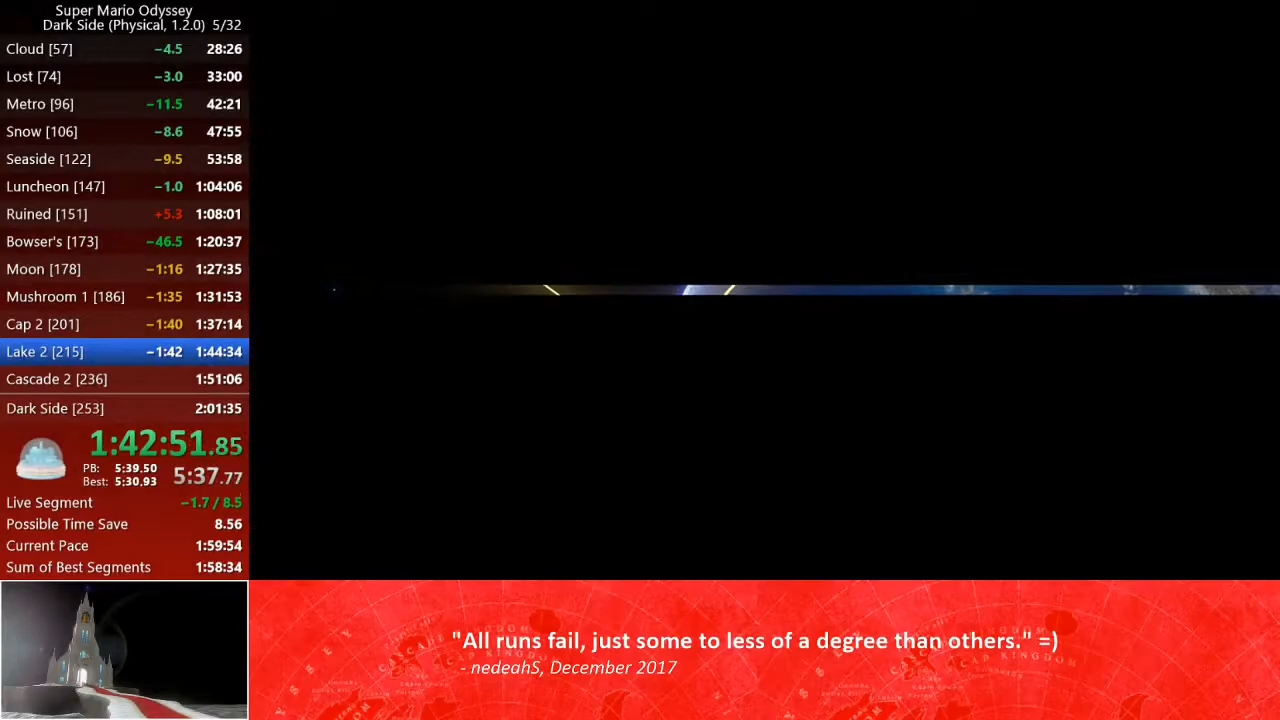 Super Mario Odyssey
Dark Side (Physical, 1.2.0) 5/32
Cloud [57] −4.5 28:26
Lost [74] −3.0 33:00
Metro [96] −11.5 42:21
Snow [106] −8.6 47:55
Seaside [122] −9.5 53:58
Luncheon [147] −1.0 1:04:06
Ruined [151] +5.3 1:08:01
Bowser's [173] −46.5 1:20:37
Moon [178] −1:16 1:27:35
Mushroom 1 [186] −1:35 1:31:53
Cap 2 [201] −1:40 1:37:14
Lake 2 [215] −1:42 1:44:34
Cascade 2 [236] 1:51:06
Dark Side [253] 2:01:35
1:42:51.85
PB: 5:39.50 5:37.77
Best: 5:30.93
Live Segment −1.7 / 8.5
Possible Time Save 8.56
Current Pace 1:59:54
Sum of Best Segments 1:58:34
"All runs fail, just some to less of a degree than others." =)
- nedeahS, December 2017